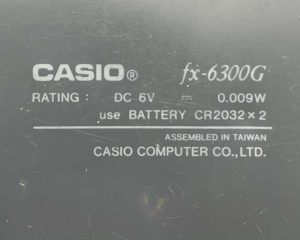 CASIO® fx-6300G
RATING : DC 6V ⎓ 0.009W
use BATTERY CR2032×2
ASSEMBLED IN TAIWAN
CASIO COMPUTER CO.,LTD.